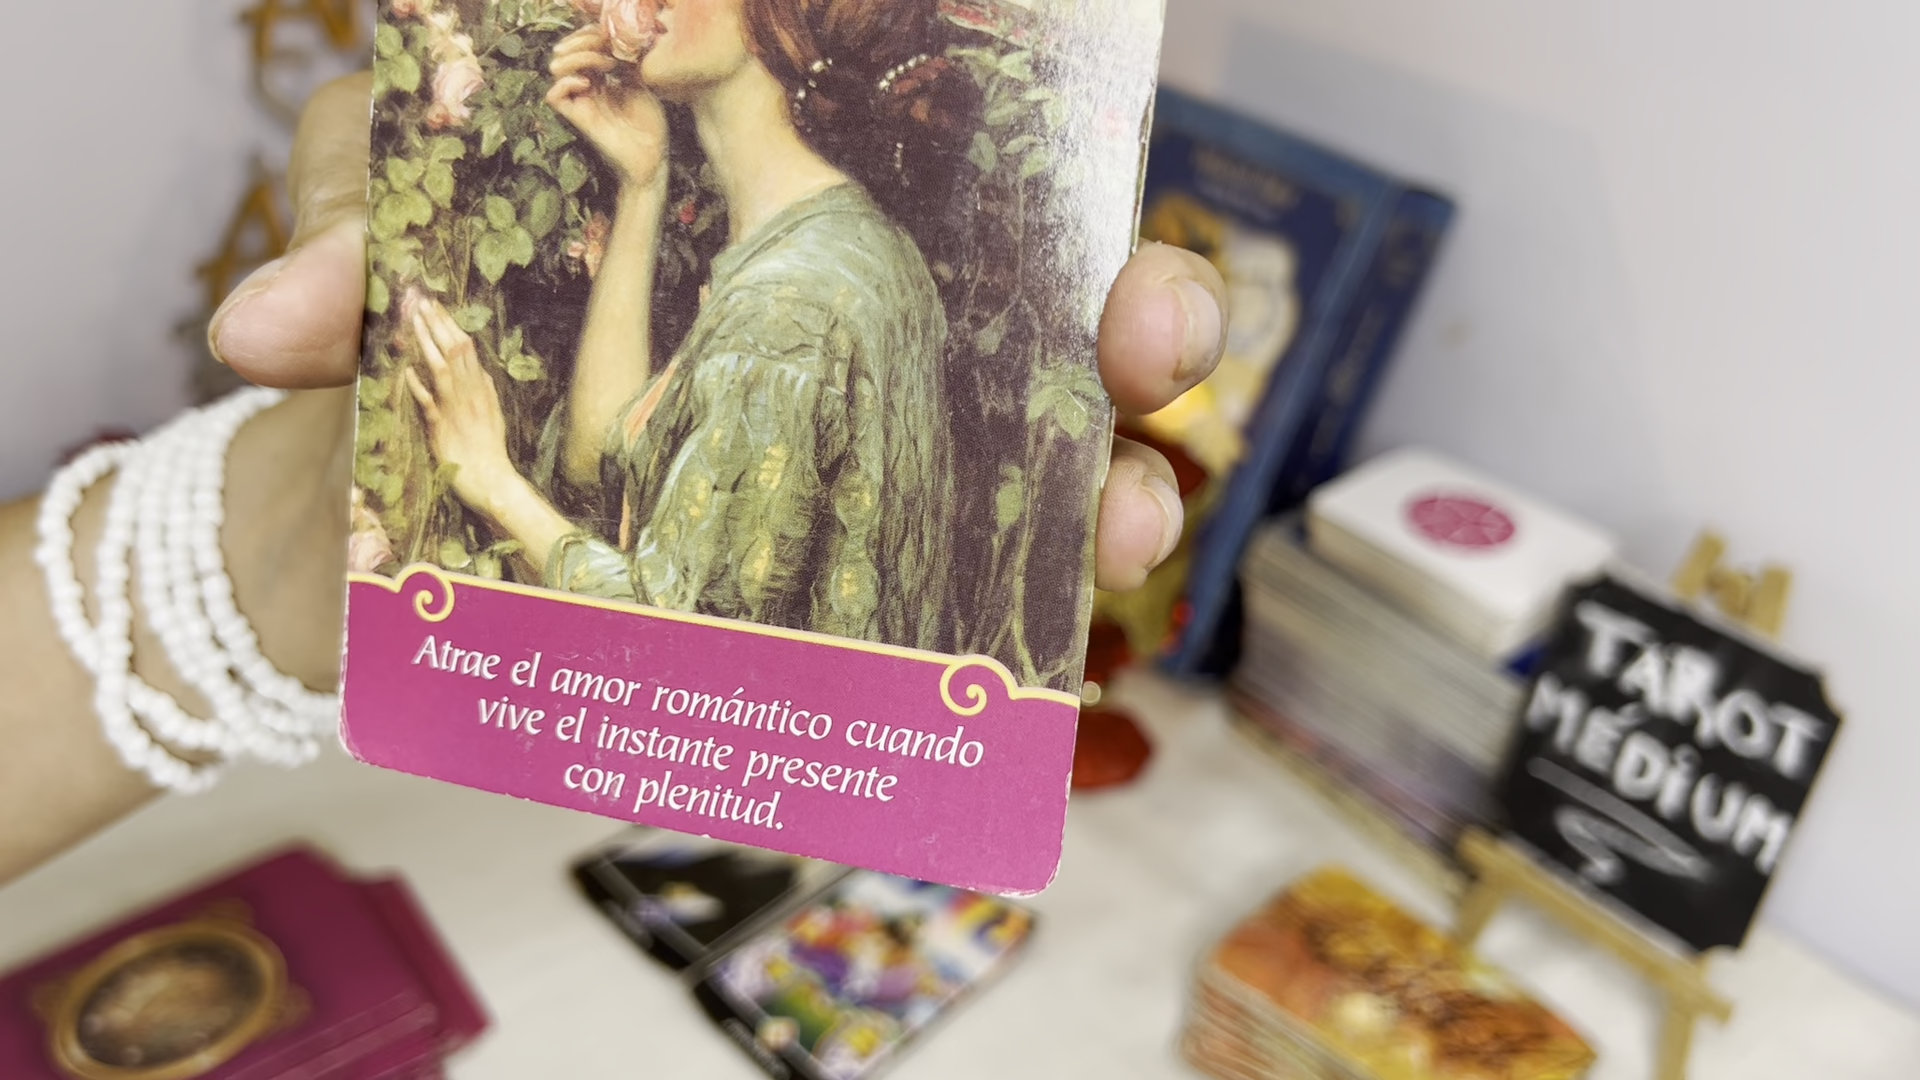 Atrae el amor romántico cuando
vive el instante presente
con plenitud.
TAROT
MÉDiUM